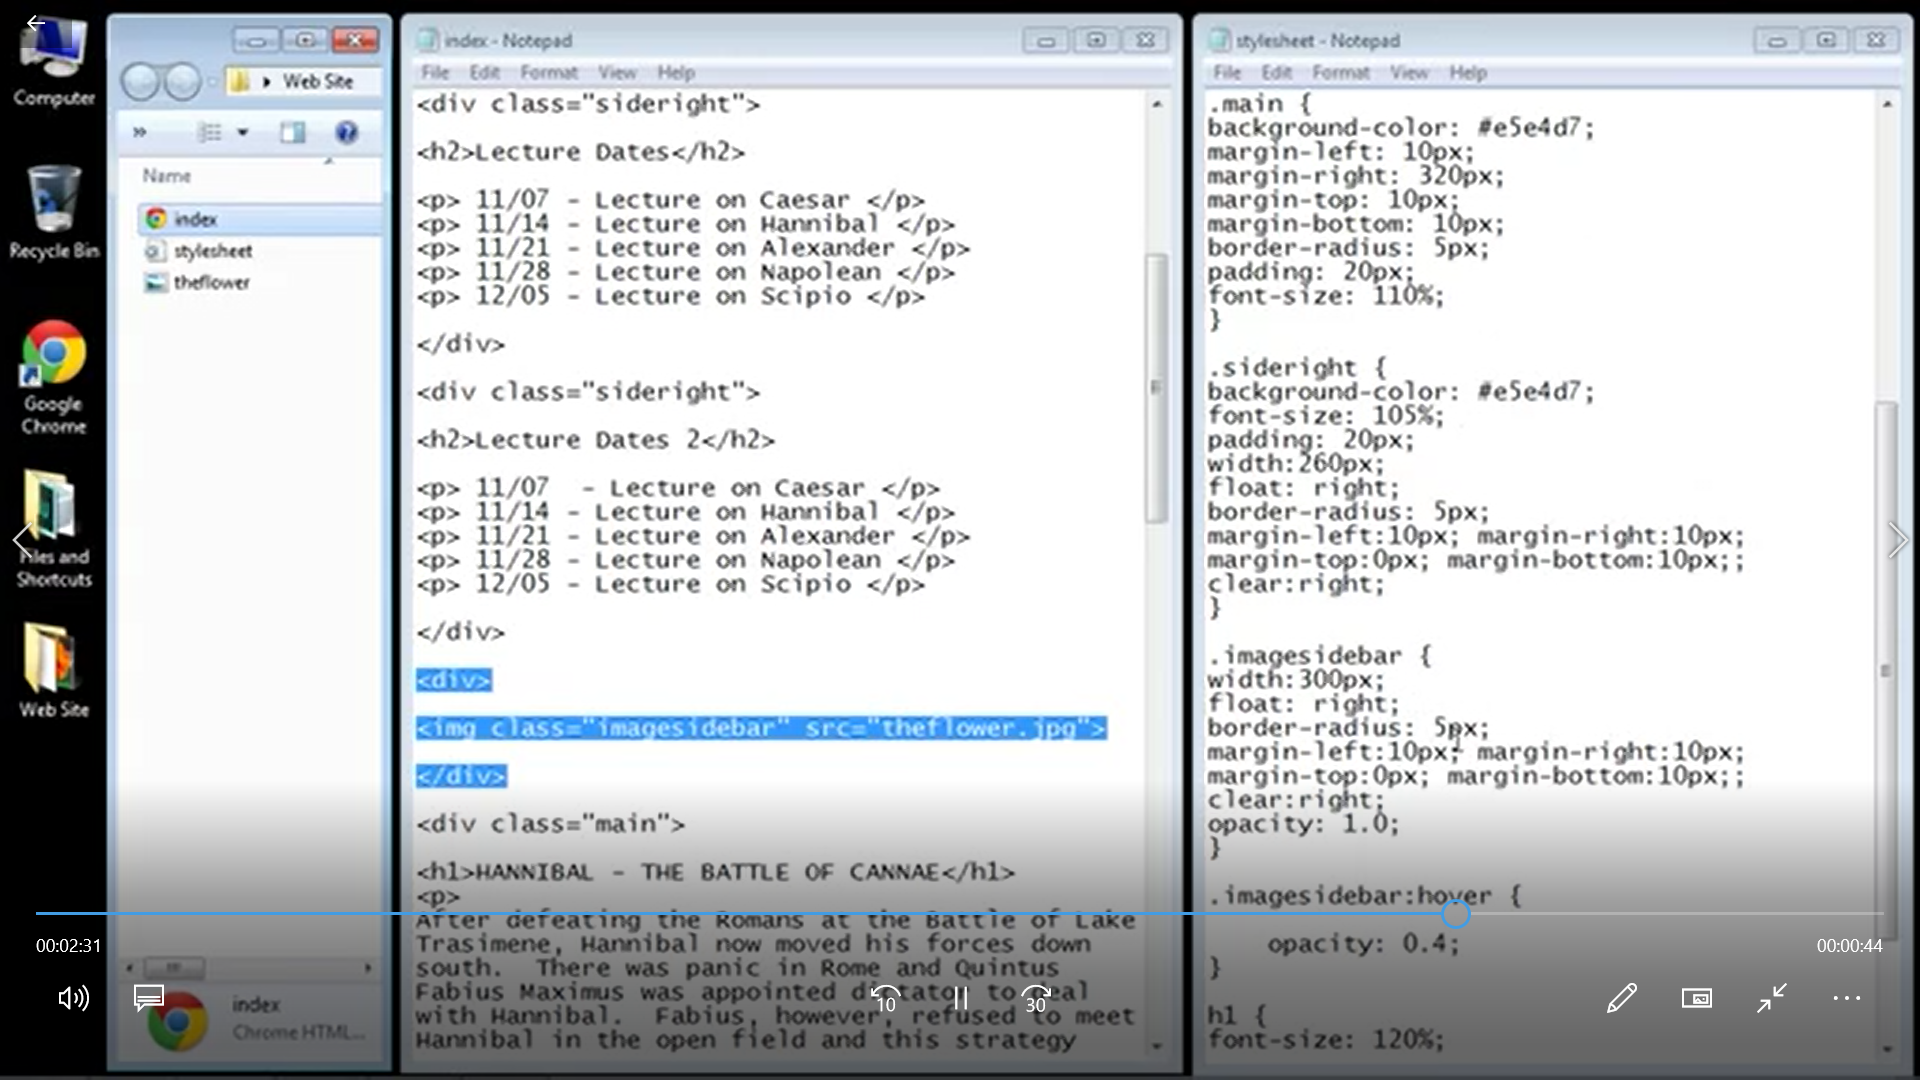 Computer
Recycle Bin
Google
Chrome
Files and
Shortcuts
Web Site
Web Site
Name
index
stylesheet
theflower
index
Chrome HTML...
index - Notepad
File Edit Format View Help
<div class="sideright">
<h2>Lecture Dates</h2>
<p> 11/07 - Lecture on Caesar </p>
<p> 11/14 - Lecture on Hannibal </p>
<p> 11/21 - Lecture on Alexander </p>
<p> 11/28 - Lecture on Napolean </p>
<p> 12/05 - Lecture on Scipio </p>
</div>
<div class="sideright">
<h2>Lecture Dates 2</h2>
<p> 11/07  - Lecture on Caesar </p>
<p> 11/14 - Lecture on Hannibal </p>
<p> 11/21 - Lecture on Alexander </p>
<p> 11/28 - Lecture on Napolean </p>
<p> 12/05 - Lecture on Scipio </p>
</div>
<div>
<img class="imagesidebar" src="theflower.jpg">
</div>
<div class="main">
<h1>HANNIBAL - THE BATTLE OF CANNAE</h1>
<p>
After defeating the Romans at the Battle of Lake
Trasimene, Hannibal now moved his forces down
south.  There was panic in Rome and Quintus
Fabius Maximus was appointed dictator to deal
with Hannibal.  Fabius, however, refused to meet
Hannibal in the open field and this strategy
stylesheet - Notepad
File Edit Format View Help
.main {
background-color: #e5e4d7;
margin-left: 10px;
margin-right: 320px;
margin-top: 10px;
margin-bottom: 10px;
border-radius: 5px;
padding: 20px;
font-size: 110%;
}
.sideright {
background-color: #e5e4d7;
font-size: 105%;
padding: 20px;
width:260px;
float: right;
border-radius: 5px;
margin-left:10px; margin-right:10px;
margin-top:0px; margin-bottom:10px;;
clear:right;
}
.imagesidebar {
width:300px;
float: right;
border-radius: 5px;
margin-left:10px; margin-right:10px;
margin-top:0px; margin-bottom:10px;;
clear:right;
opacity: 1.0;
}
.imagesidebar:hover {
opacity: 0.4;
}
h1 {
font-size: 120%;
00:02:31
00:00:44
10
30